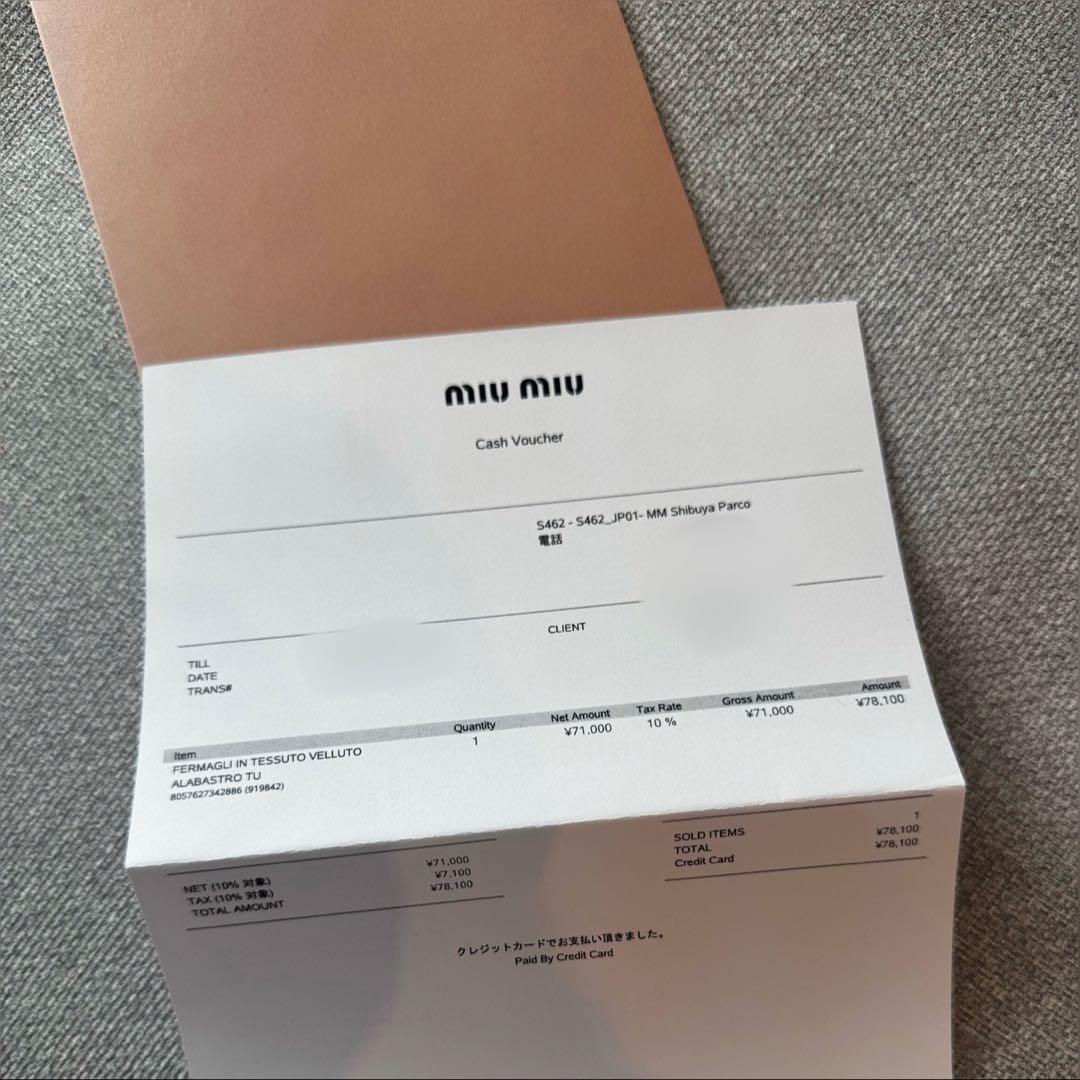 miu miu
Cash Voucher
S462 - S462_JP01- MM Shibuya Parco
電話
CLIENT
TILL
DATE
TRANS#
Item Quantity Net Amount Tax Rate Gross Amount Amount
FERMAGLI IN TESSUTO VELLUTO 1 ¥71,000 10 % ¥71,000 ¥78,100
ALABASTRO TU
8057627342886 (919842)
NET (10% 対象) ¥71,000
TAX (10% 対象) ¥7,100
TOTAL AMOUNT ¥78,100
SOLD ITEMS 1
TOTAL ¥78,100
Credit Card ¥78,100
クレジットカードでお支払い頂きました。
Paid By Credit Card